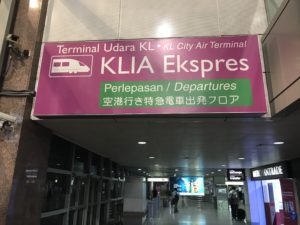 Terminal Udara KL • KL City Air Terminal
KLIA Ekspres
Perlepasan / Departures
空港行き特急電車出発フロア